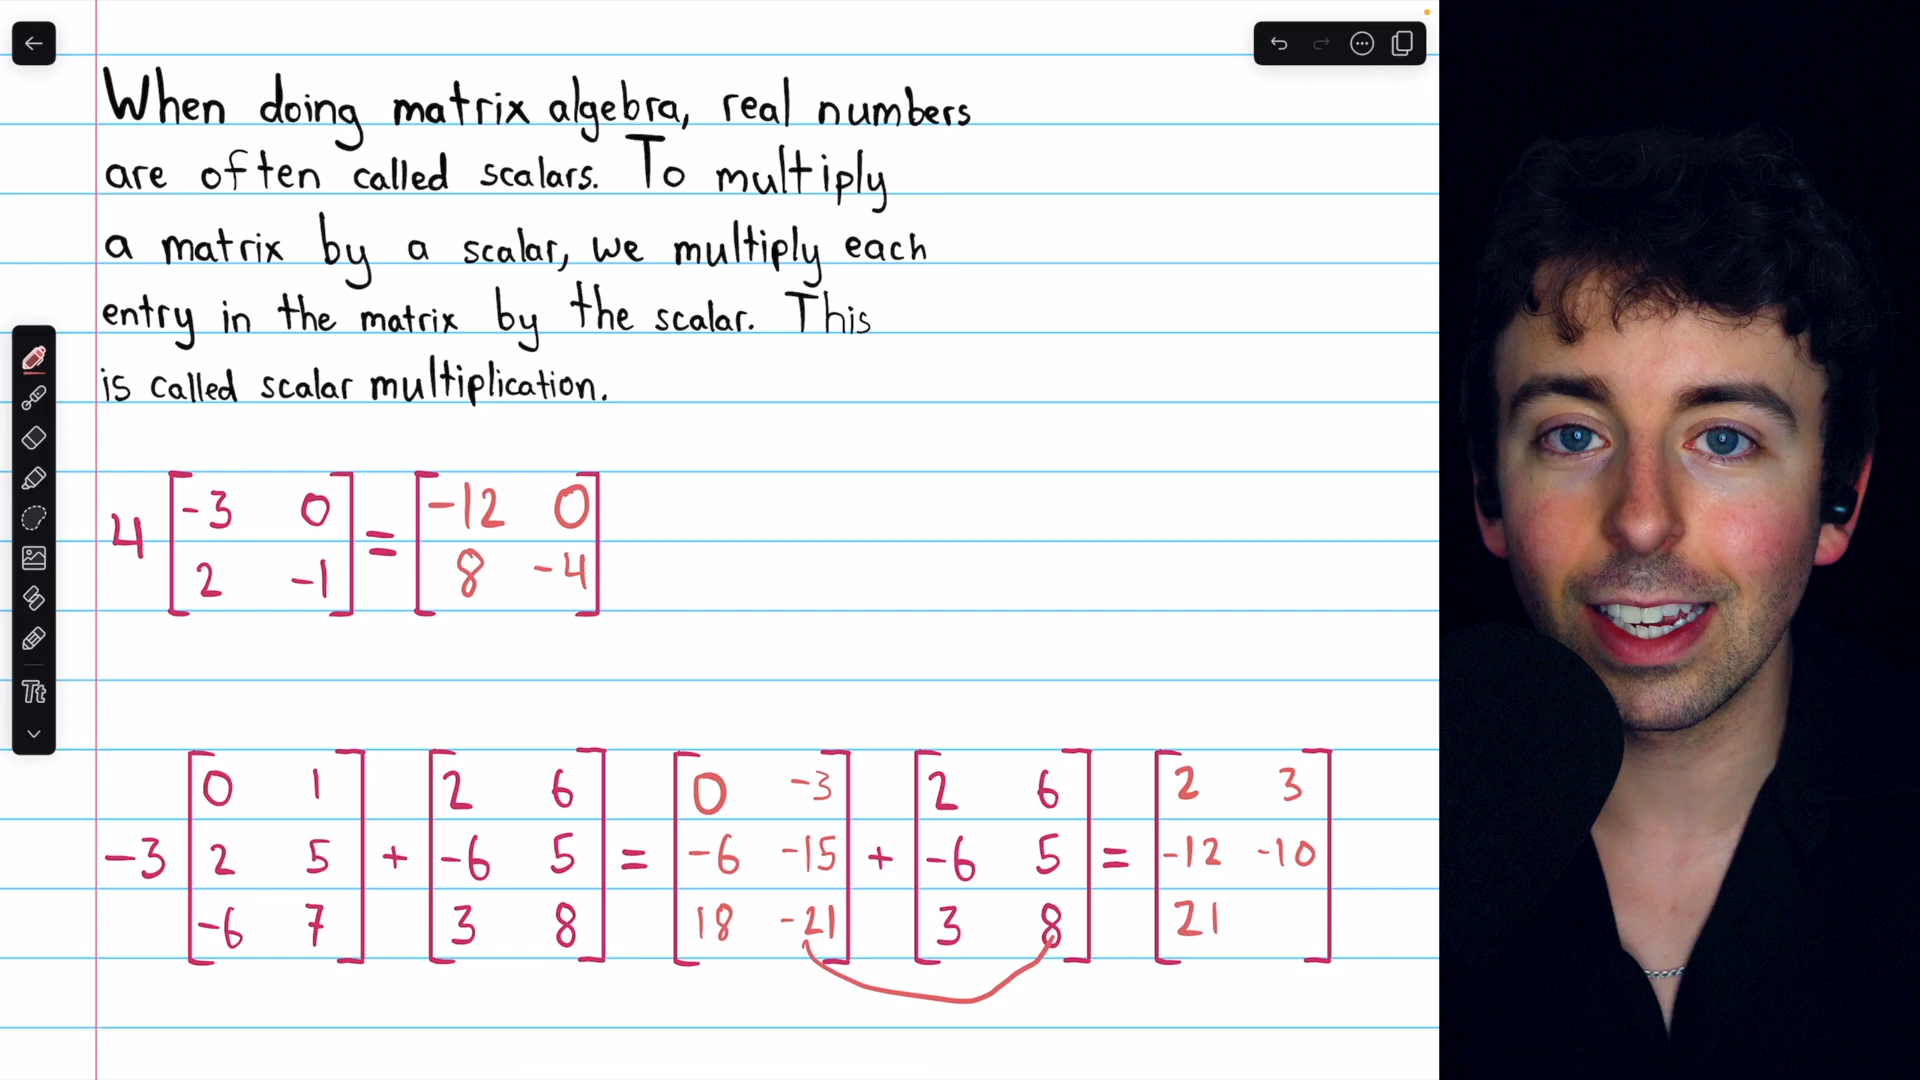 When doing matrix algebra, real numbers
are often called scalars. To multiply
a matrix by a scalar, we multiply each
entry in the matrix by the scalar. This
is called scalar multiplication.
4 [-3 0] = [-12 0]
[2 -1] [8 -4]
[0 1] [2 6] [0 -3] [2 6] [2 3]
-3 [2 5] + [-6 5] = [-6 -15] + [-6 5] = [-12 -10]
[-6 7] [3 8] [18 -21] [3 8] [21 ]
Tt